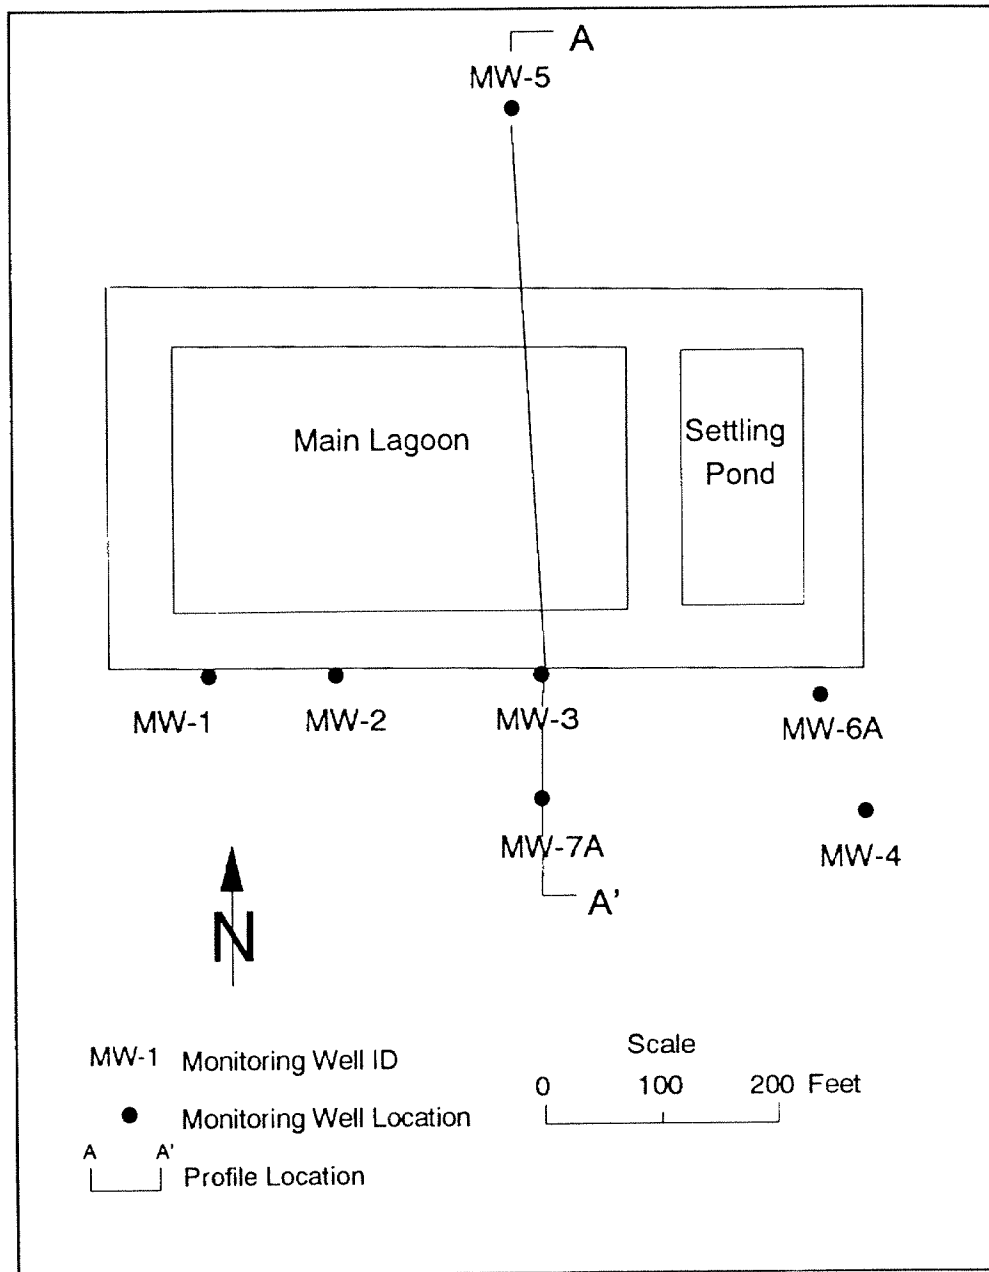 A
MW-5
Main Lagoon
Settling
Pond
MW-1
MW-2
MW-3
MW-6A
MW-7A
MW-4
A'
N
Scale
MW-1 Monitoring Well ID
0 100 200 Feet
Monitoring Well Location
A A'
Profile Location